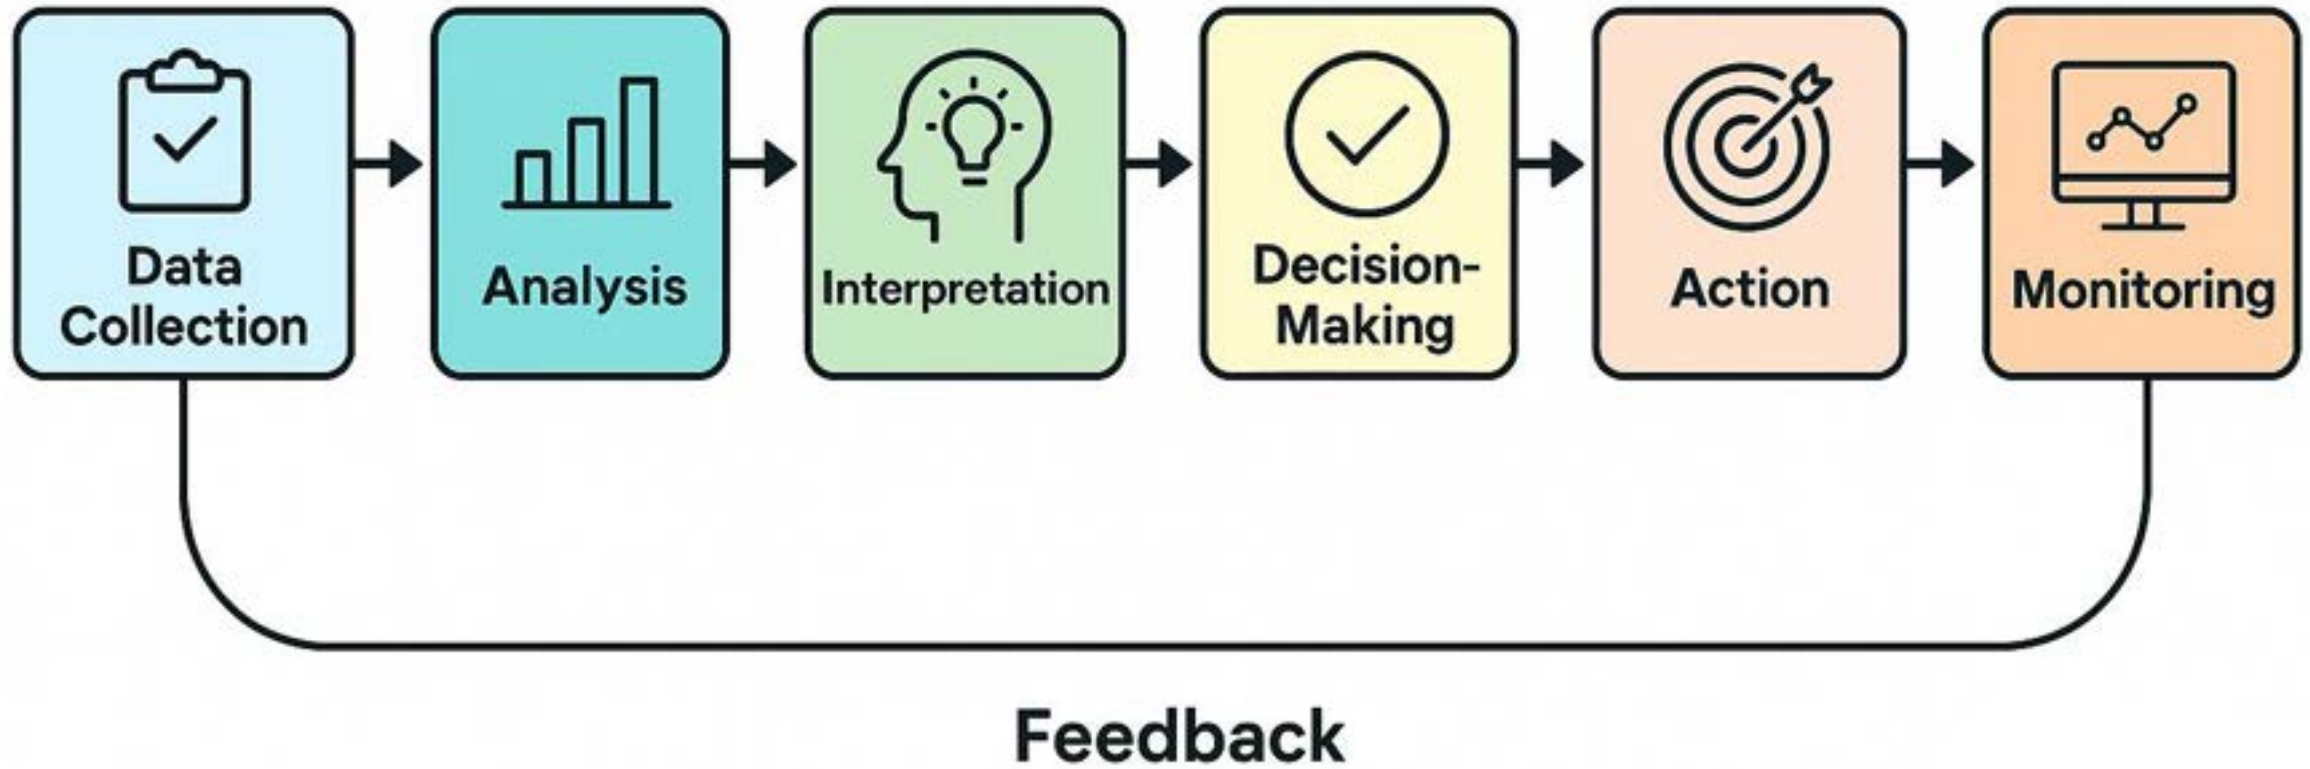 Data
Collection
Analysis
Interpretation
Decision-
Making
Action
Monitoring
Feedback